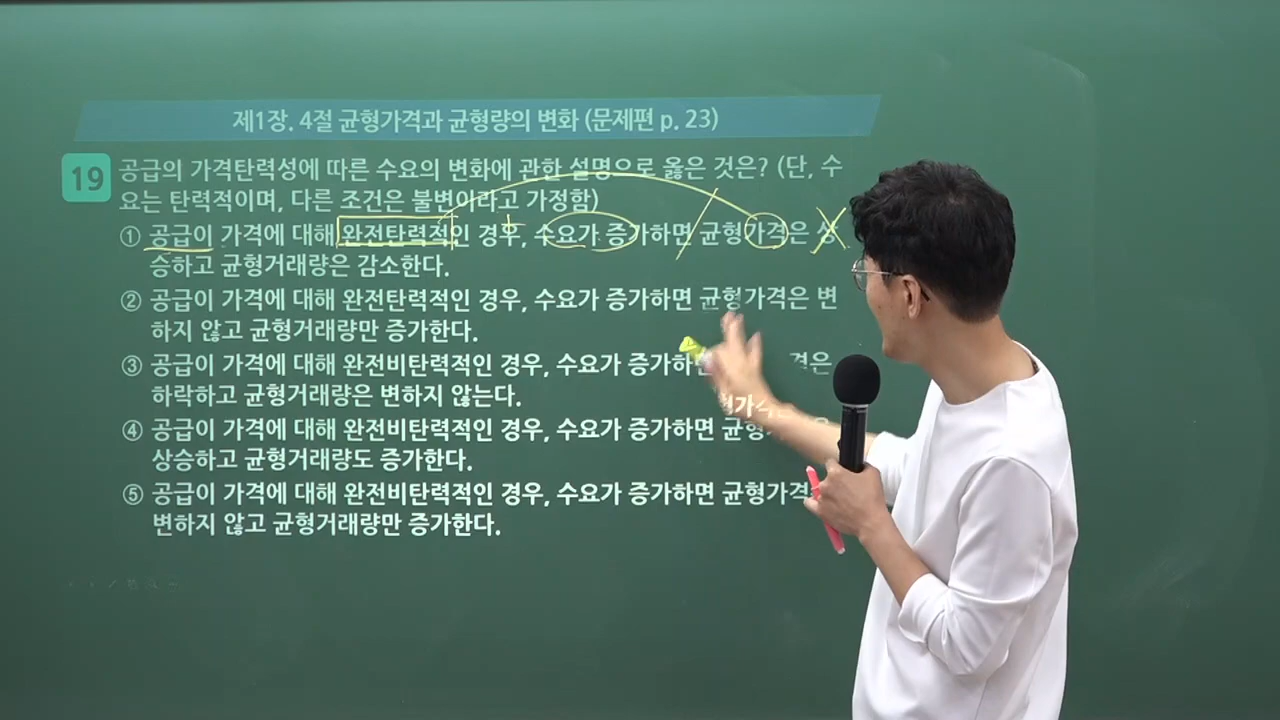 제1장. 4절 균형가격과 균형량의 변화 (문제편 p. 23)
19 공급의 가격탄력성에 따른 수요의 변화에 관한 설명으로 옳은 것은? (단, 수
요는 탄력적이며, 다른 조건은 불변이라고 가정함)
① 공급이 가격에 대해 완전탄력적인 경우, 수요가 증가하면 균형가격은 상
승하고 균형거래량은 감소한다.
② 공급이 가격에 대해 완전탄력적인 경우, 수요가 증가하면 균형가격은 변
하지 않고 균형거래량만 증가한다.
③ 공급이 가격에 대해 완전비탄력적인 경우, 수요가 증가하면 격은
하락하고 균형거래량은 변하지 않는다.
④ 공급이 가격에 대해 완전비탄력적인 경우, 수요가 증가하면 균형
상승하고 균형거래량도 증가한다.
⑤ 공급이 가격에 대해 완전비탄력적인 경우, 수요가 증가하면 균형가격
변하지 않고 균형거래량만 증가한다.